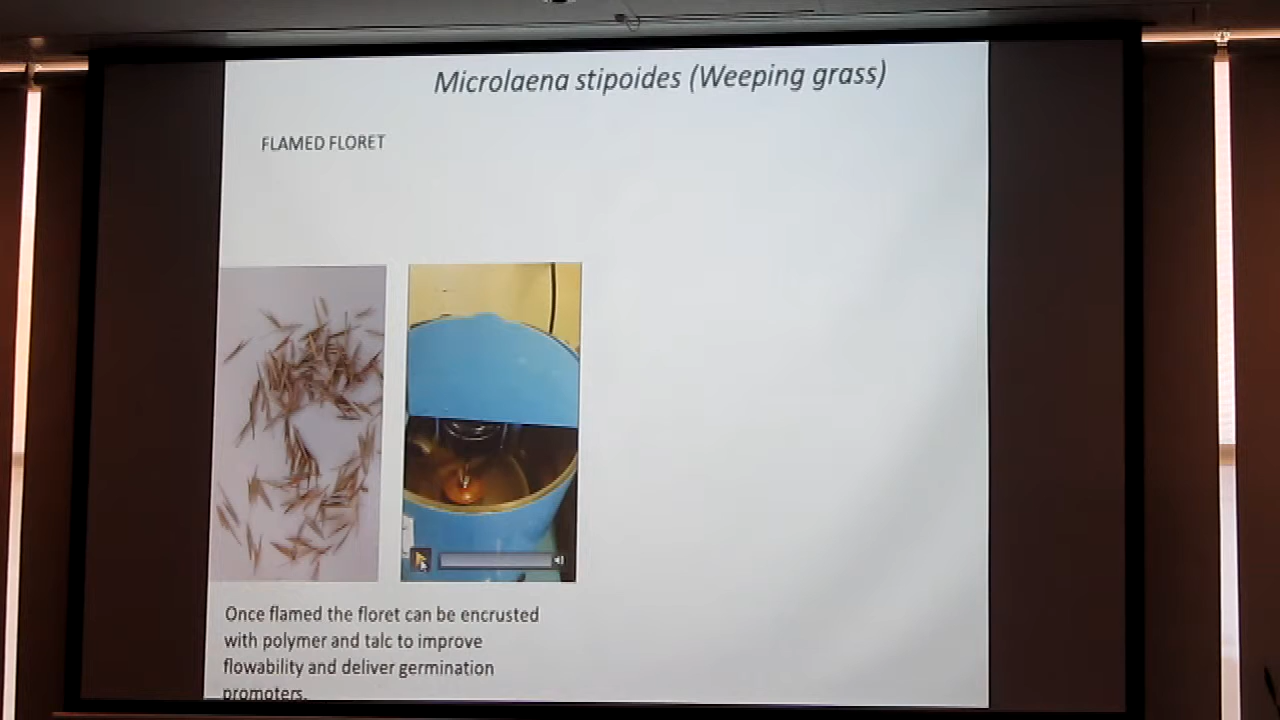 Microlaena stipoides (Weeping grass)
FLAMED FLORET
Once flamed the floret can be encrusted
with polymer and talc to improve
flowability and deliver germination
promoters.